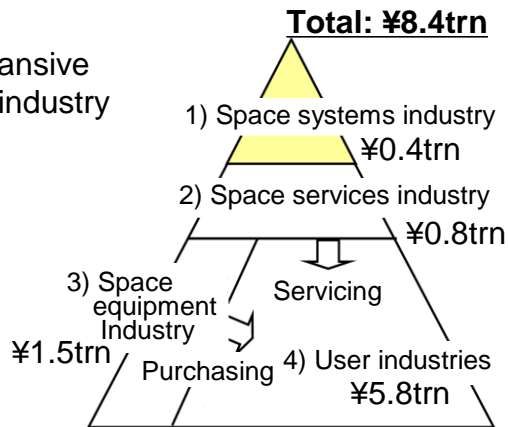 Total: ¥8.4trn
ansive
industry
1) Space systems industry
¥0.4trn
2) Space services industry
¥0.8trn
3) Space
equipment
Industry
¥1.5trn
Servicing
Purchasing
4) User industries
¥5.8trn